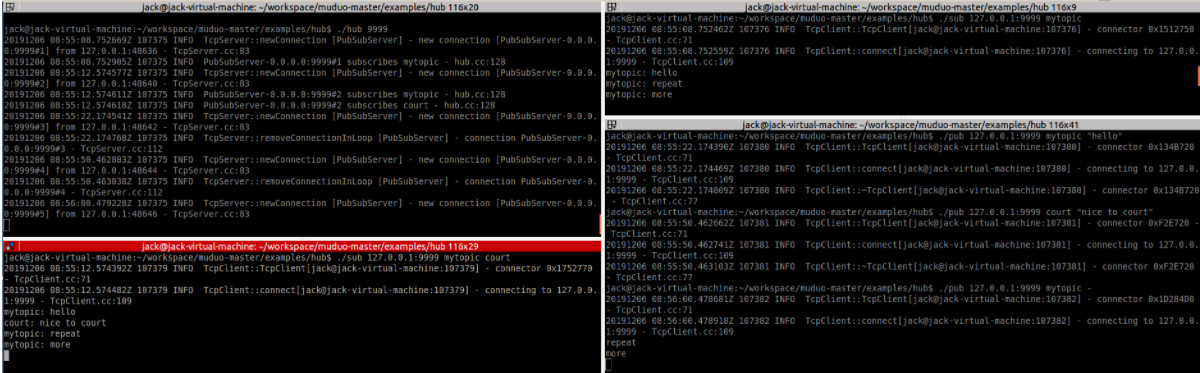 jack@jack-virtual-machine: ~/workspace/muduo-master/examples/hub 116x20
jack@jack-virtual-machine:~/workspace/muduo-master/examples/hub$ ./hub 9999
20191206 08:55:08.752669Z 107375 INFO  TcpServer::newConnection [PubSubServer] - new connection [PubSubServer-0.0.0.
0:9999#1] from 127.0.0.1:48636 - TcpServer.cc:83
20191206 08:55:08.752905Z 107375 INFO  PubSubServer-0.0.0.0:9999#1 subscribes mytopic - hub.cc:128
20191206 08:55:12.574577Z 107375 INFO  TcpServer::newConnection [PubSubServer] - new connection [PubSubServer-0.0.0.
0:9999#2] from 127.0.0.1:48640 - TcpServer.cc:83
20191206 08:55:12.574611Z 107375 INFO  PubSubServer-0.0.0.0:9999#2 subscribes mytopic - hub.cc:128
20191206 08:55:12.574618Z 107375 INFO  PubSubServer-0.0.0.0:9999#2 subscribes court - hub.cc:128
20191206 08:55:22.174541Z 107375 INFO  TcpServer::newConnection [PubSubServer] - new connection [PubSubServer-0.0.0.
0:9999#3] from 127.0.0.1:48642 - TcpServer.cc:83
20191206 08:55:22.174768Z 107375 INFO  TcpServer::removeConnectionInLoop [PubSubServer] - connection PubSubServer-0.
0.0.0:9999#3 - TcpServer.cc:112
20191206 08:55:50.462803Z 107375 INFO  TcpServer::newConnection [PubSubServer] - new connection [PubSubServer-0.0.0.
0:9999#4] from 127.0.0.1:48644 - TcpServer.cc:83
20191206 08:55:50.463038Z 107375 INFO  TcpServer::removeConnectionInLoop [PubSubServer] - connection PubSubServer-0.
0.0.0:9999#4 - TcpServer.cc:112
20191206 08:56:00.479228Z 107375 INFO  TcpServer::newConnection [PubSubServer] - new connection [PubSubServer-0.0.0.
0:9999#5] from 127.0.0.1:48646 - TcpServer.cc:83
jack@jack-virtual-machine: ~/workspace/muduo-master/examples/hub 116x29
jack@jack-virtual-machine:~/workspace/muduo-master/examples/hub$ ./sub 127.0.0.1:9999 mytopic court
20191206 08:55:12.574392Z 107379 INFO  TcpClient::TcpClient[jack@jack-virtual-machine:107379] - connector 0x1752770
- TcpClient.cc:71
20191206 08:55:12.574482Z 107379 INFO  TcpClient::connect[jack@jack-virtual-machine:107379] - connecting to 127.0.0.
1:9999 - TcpClient.cc:109
mytopic: hello
court: nice to court
mytopic: repeat
mytopic: more
jack@jack-virtual-machine: ~/workspace/muduo-master/examples/hub 116x9
jack@jack-virtual-machine:~/workspace/muduo-master/examples/hub$ ./sub 127.0.0.1:9999 mytopic
20191206 08:55:08.752462Z 107376 INFO  TcpClient::TcpClient[jack@jack-virtual-machine:107376] - connector 0x1512750
- TcpClient.cc:71
20191206 08:55:08.752559Z 107376 INFO  TcpClient::connect[jack@jack-virtual-machine:107376] - connecting to 127.0.0.
1:9999 - TcpClient.cc:109
mytopic: hello
mytopic: repeat
mytopic: more
jack@jack-virtual-machine: ~/workspace/muduo-master/examples/hub 116x41
jack@jack-virtual-machine:~/workspace/muduo-master/examples/hub$ ./pub 127.0.0.1:9999 mytopic "hello"
20191206 08:55:22.174390Z 107380 INFO  TcpClient::TcpClient[jack@jack-virtual-machine:107380] - connector 0x134B720
- TcpClient.cc:71
20191206 08:55:22.174469Z 107380 INFO  TcpClient::connect[jack@jack-virtual-machine:107380] - connecting to 127.0.0.
1:9999 - TcpClient.cc:109
20191206 08:55:22.174809Z 107380 INFO  TcpClient::~TcpClient[jack@jack-virtual-machine:107380] - connector 0x134B720
- TcpClient.cc:77
jack@jack-virtual-machine:~/workspace/muduo-master/examples/hub$ ./pub 127.0.0.1:9999 court "nice to court"
20191206 08:55:50.462662Z 107381 INFO  TcpClient::TcpClient[jack@jack-virtual-machine:107381] - connector 0xF2E720 -
TcpClient.cc:71
20191206 08:55:50.462741Z 107381 INFO  TcpClient::connect[jack@jack-virtual-machine:107381] - connecting to 127.0.0.
1:9999 - TcpClient.cc:109
20191206 08:55:50.463103Z 107381 INFO  TcpClient::~TcpClient[jack@jack-virtual-machine:107381] - connector 0xF2E720
- TcpClient.cc:77
jack@jack-virtual-machine:~/workspace/muduo-master/examples/hub$ ./pub 127.0.0.1:9999 mytopic -
20191206 08:56:00.478681Z 107382 INFO  TcpClient::TcpClient[jack@jack-virtual-machine:107382] - connector 0x1D284D0
- TcpClient.cc:71
20191206 08:56:00.478918Z 107382 INFO  TcpClient::connect[jack@jack-virtual-machine:107382] - connecting to 127.0.0.
1:9999 - TcpClient.cc:109
repeat
more